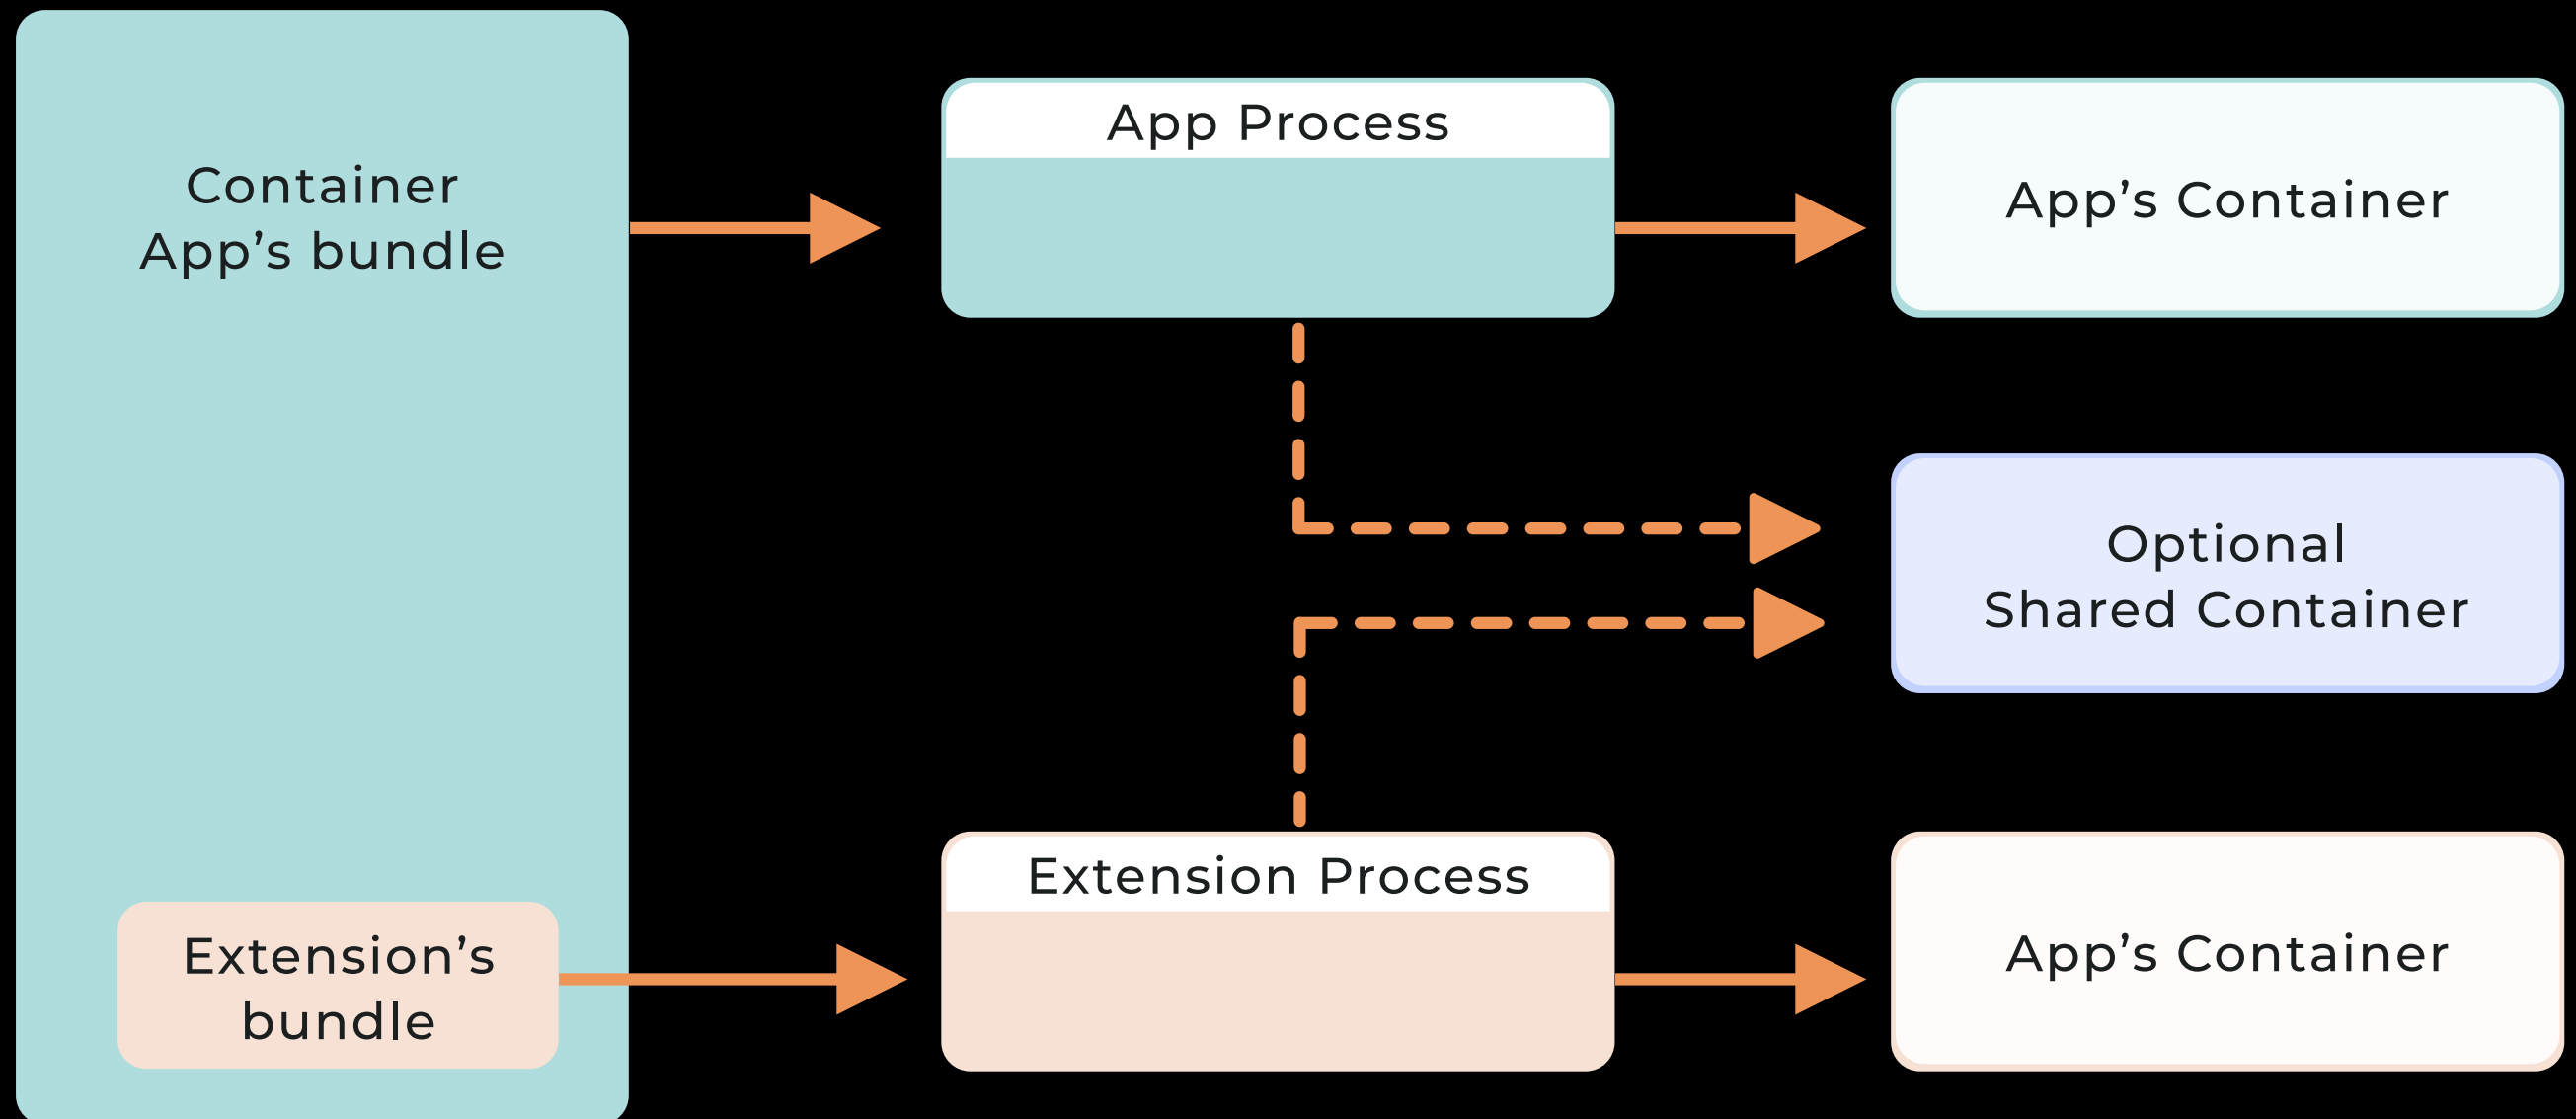 Container
App’s bundle
App Process
App’s Container
Optional
Shared Container
Extension’s
bundle
Extension Process
App’s Container